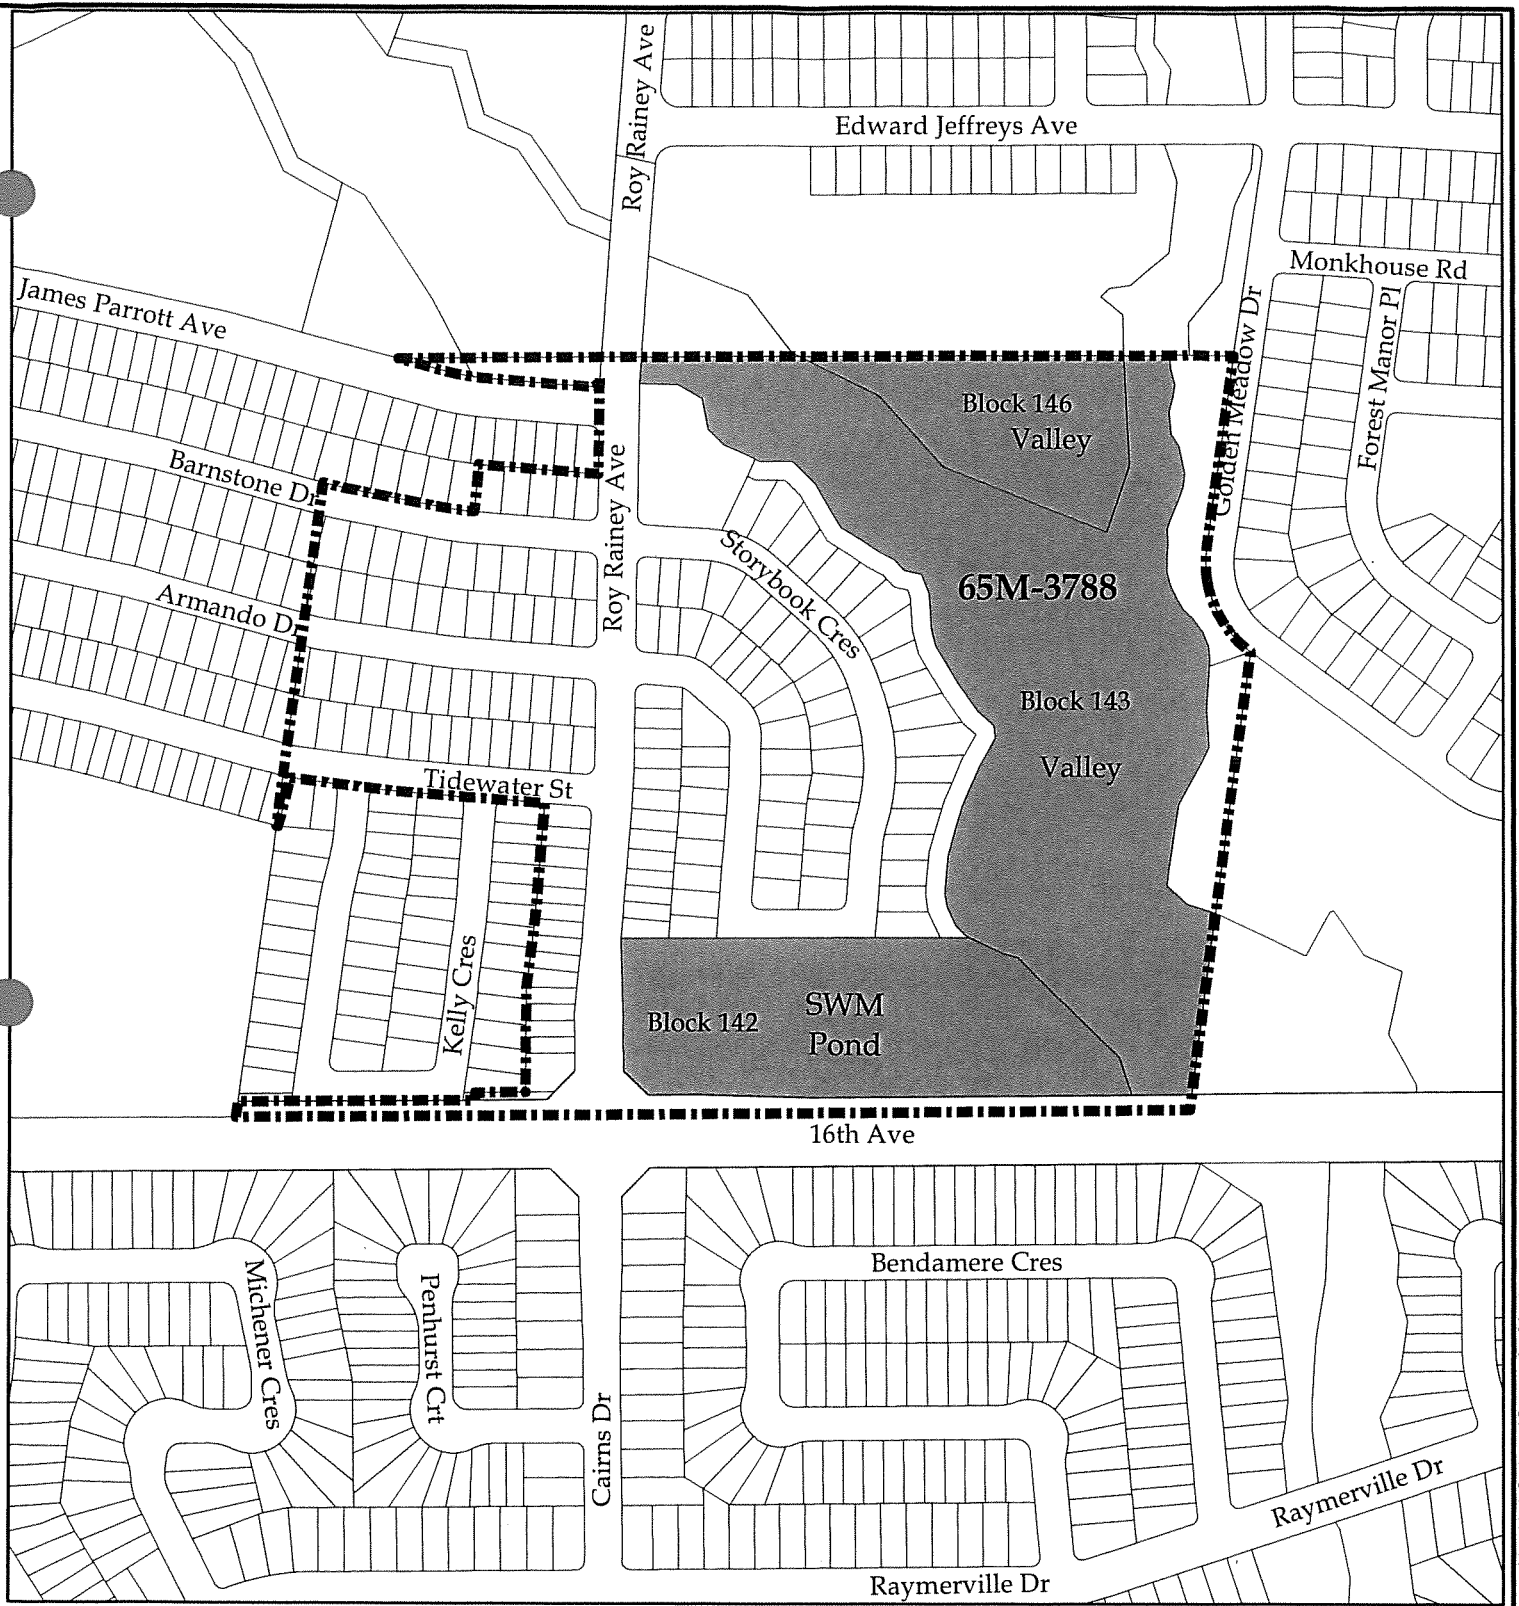 Roy Rainey Ave
Edward Jeffreys Ave
Monkhouse Rd
James Parrott Ave
Golden Meadow Dr
Forest Manor Pl
Block 146
Valley
Barnstone Dr
Roy Rainey Ave
Storybook Cres
65M-3788
Armando Dr
Block 143
Valley
Tidewater St
Kelly Cres
Block 142
SWM
Pond
16th Ave
Bendamere Cres
Michener Cres
Penhurst Crt
Cairns Dr
Raymerville Dr
Raymerville Dr